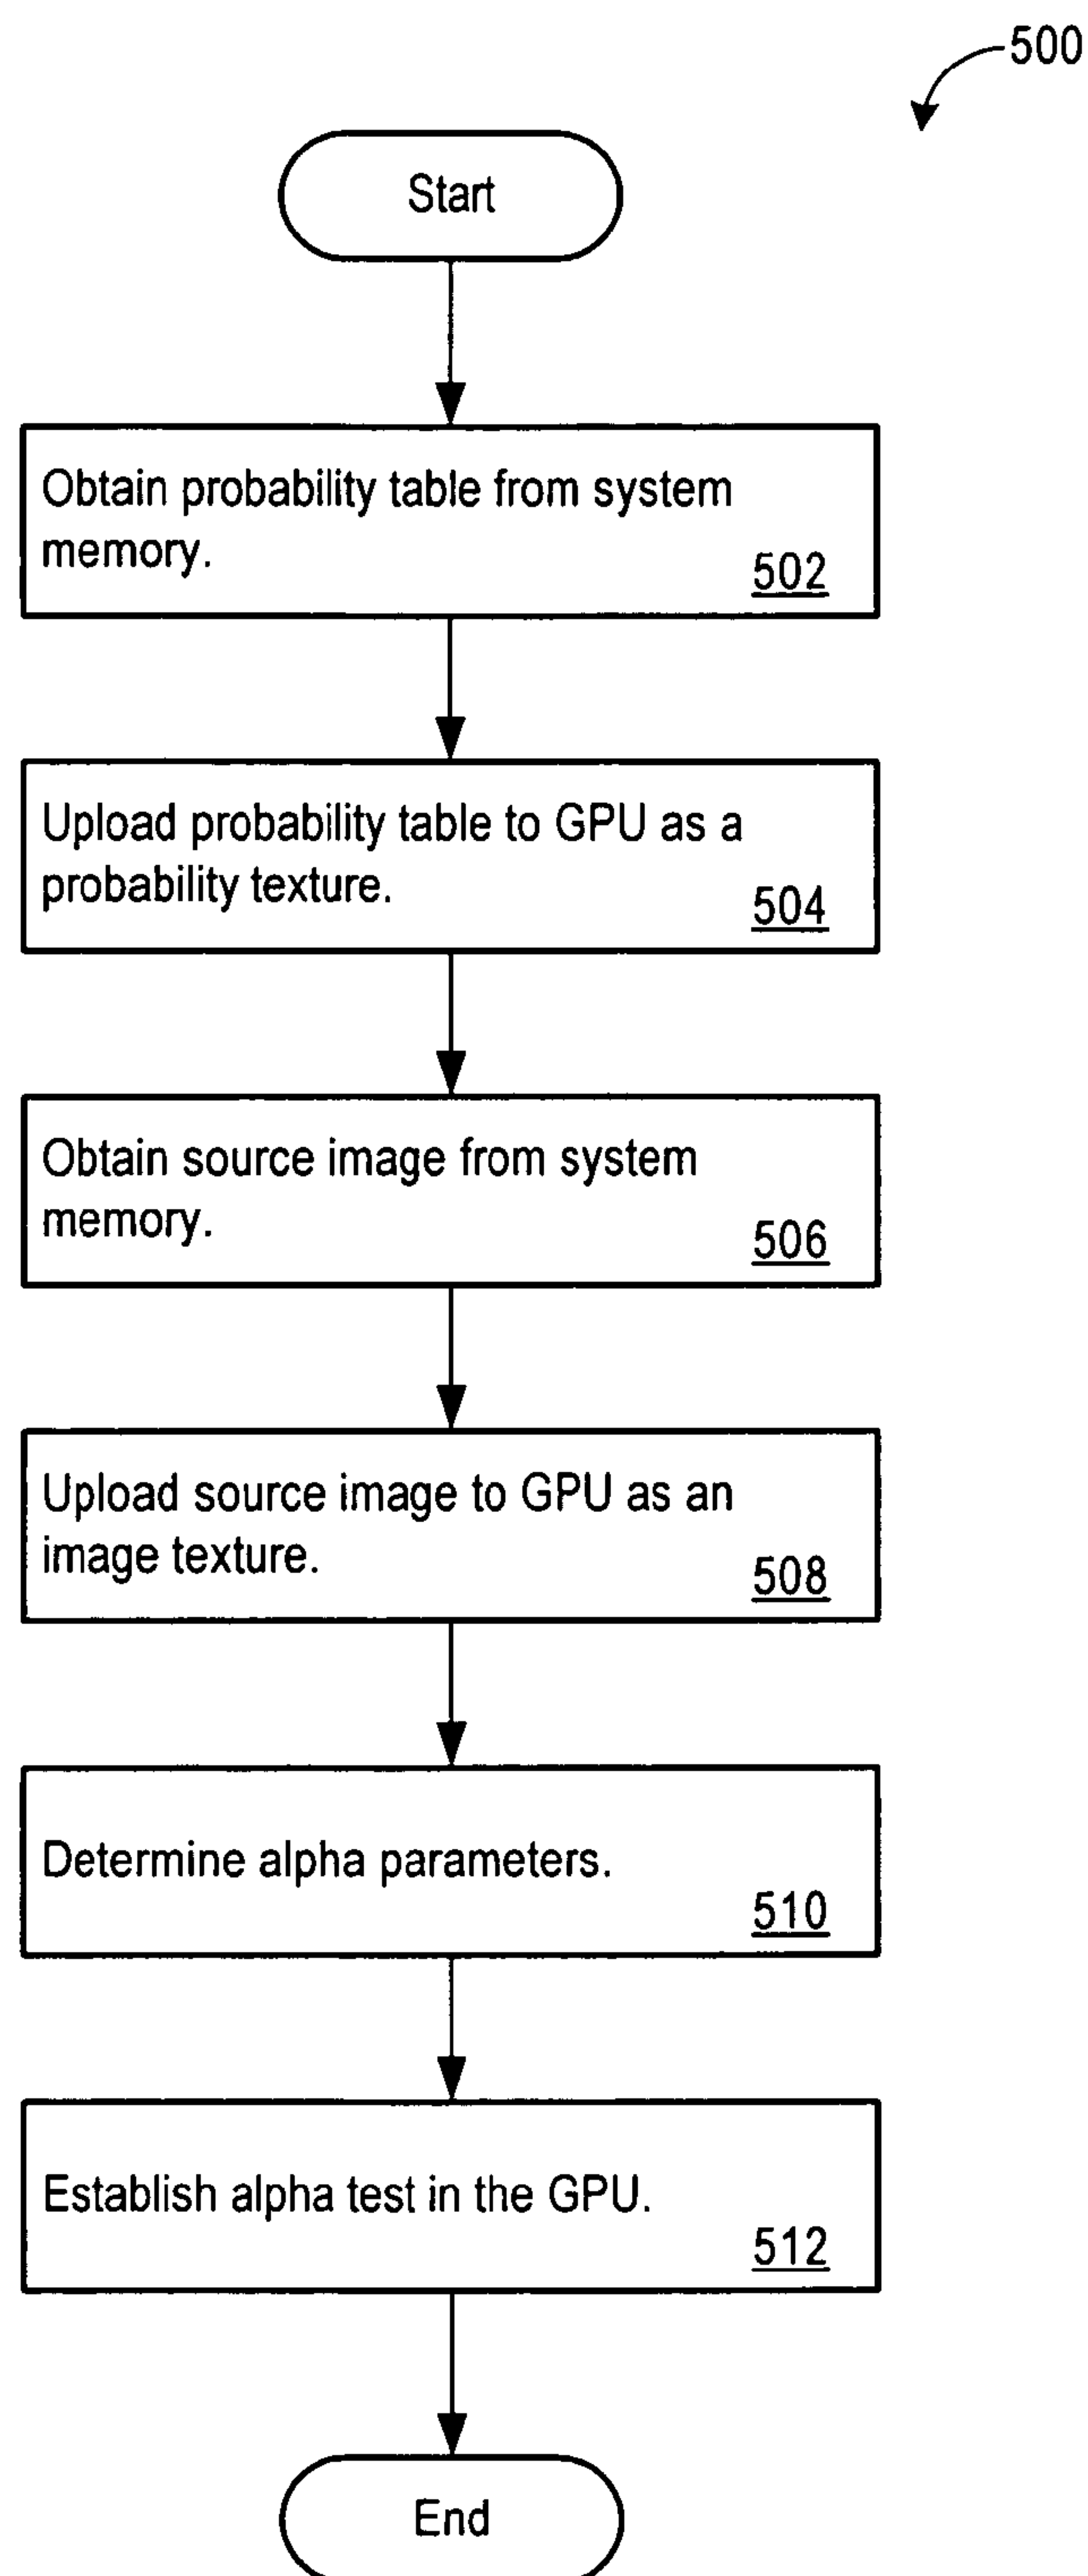 500
Start
Obtain probability table from system
memory.
502
Upload probability table to GPU as a
probability texture.
504
Obtain source image from system
memory.
506
Upload source image to GPU as an
image texture.
508
Determine alpha parameters.
510
Establish alpha test in the GPU.
512
End